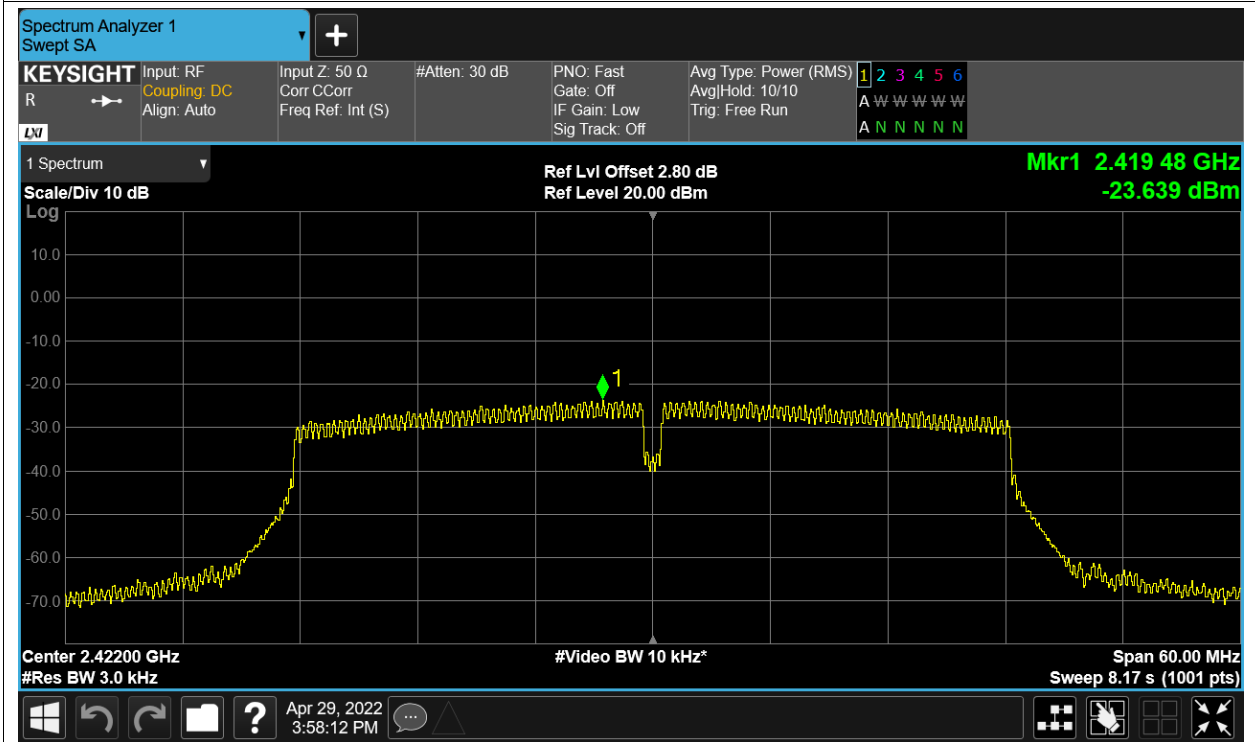 Spectrum Analyzer 1
Swept SA
+
KEYSIGHT
R
LXI
Input: RF
Coupling: DC
Align: Auto
Input Z: 50 Ω
Corr CCorr
Freq Ref: Int (S)
#Atten: 30 dB
PNO: Fast
Gate: Off
IF Gain: Low
Sig Track: Off
Avg Type: Power (RMS)
Avg|Hold: 10/10
Trig: Free Run
1 2 3 4 5 6
A W W W W W
A N N N N N
1 Spectrum
Scale/Div 10 dB
Log
Ref Lvl Offset 2.80 dB
Ref Level 20.00 dBm
Mkr1 2.419 48 GHz
-23.639 dBm
10.0
0.00
-10.0
-20.0
-30.0
-40.0
-50.0
-60.0
-70.0
1
Center 2.42200 GHz
#Res BW 3.0 kHz
#Video BW 10 kHz*
Span 60.00 MHz
Sweep 8.17 s (1001 pts)
?
Apr 29, 2022
3:58:12 PM